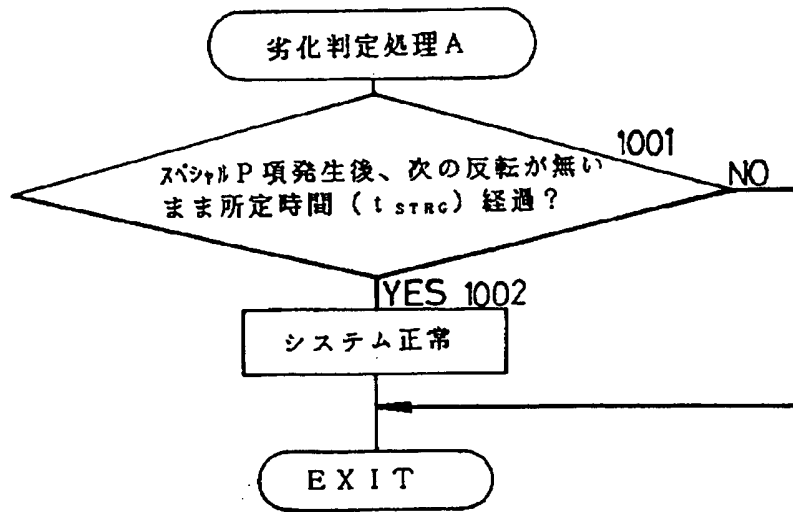 劣化判定処理A
1001
スペシャルP項発生後、次の反転が無い
まま所定時間(tSTRG)経過?
NO
YES 1002
システム正常
EXIT